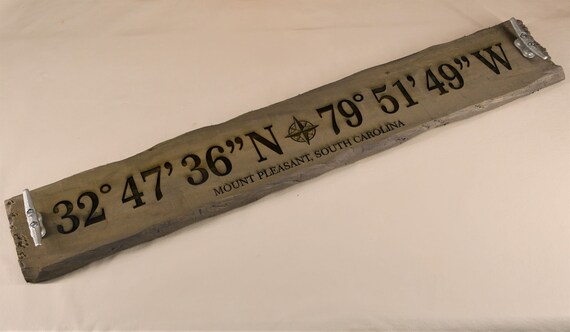 32° 47' 36" N 79° 51' 49" W
MOUNT PLEASANT, SOUTH CAROLINA